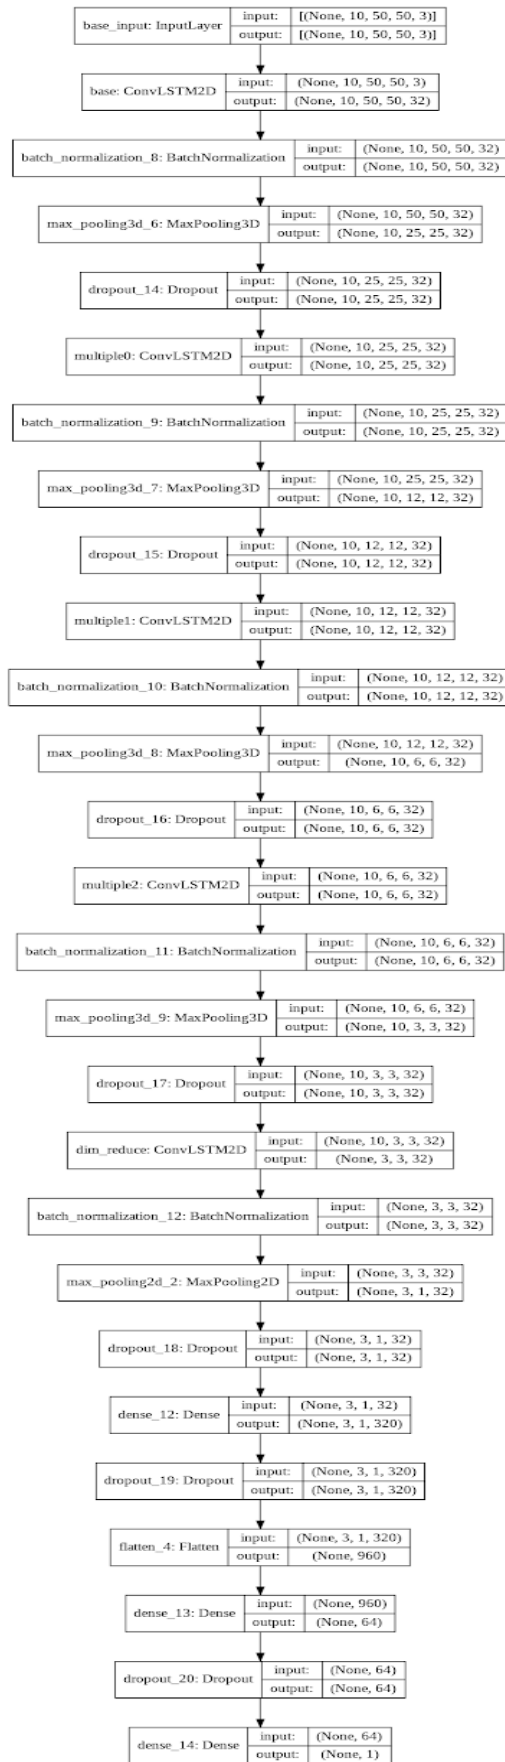 base_input: InputLayer
input: [(None, 10, 50, 50, 3)]
output: [(None, 10, 50, 50, 3)]
base: ConvLSTM2D
input: (None, 10, 50, 50, 3)
output: (None, 10, 50, 50, 32)
batch_normalization_8: BatchNormalization
input: (None, 10, 50, 50, 32)
output: (None, 10, 50, 50, 32)
max_pooling3d_6: MaxPooling3D
input: (None, 10, 50, 50, 32)
output: (None, 10, 25, 25, 32)
dropout_14: Dropout
input: (None, 10, 25, 25, 32)
output: (None, 10, 25, 25, 32)
multiple0: ConvLSTM2D
input: (None, 10, 25, 25, 32)
output: (None, 10, 25, 25, 32)
batch_normalization_9: BatchNormalization
input: (None, 10, 25, 25, 32)
output: (None, 10, 25, 25, 32)
max_pooling3d_7: MaxPooling3D
input: (None, 10, 25, 25, 32)
output: (None, 10, 12, 12, 32)
dropout_15: Dropout
input: (None, 10, 12, 12, 32)
output: (None, 10, 12, 12, 32)
multiple1: ConvLSTM2D
input: (None, 10, 12, 12, 32)
output: (None, 10, 12, 12, 32)
batch_normalization_10: BatchNormalization
input: (None, 10, 12, 12, 32)
output: (None, 10, 12, 12, 32)
max_pooling3d_8: MaxPooling3D
input: (None, 10, 12, 12, 32)
output: (None, 10, 6, 6, 32)
dropout_16: Dropout
input: (None, 10, 6, 6, 32)
output: (None, 10, 6, 6, 32)
multiple2: ConvLSTM2D
input: (None, 10, 6, 6, 32)
output: (None, 10, 6, 6, 32)
batch_normalization_11: BatchNormalization
input: (None, 10, 6, 6, 32)
output: (None, 10, 6, 6, 32)
max_pooling3d_9: MaxPooling3D
input: (None, 10, 6, 6, 32)
output: (None, 10, 3, 3, 32)
dropout_17: Dropout
input: (None, 10, 3, 3, 32)
output: (None, 10, 3, 3, 32)
dim_reduce: ConvLSTM2D
input: (None, 10, 3, 3, 32)
output: (None, 3, 3, 32)
batch_normalization_12: BatchNormalization
input: (None, 3, 3, 32)
output: (None, 3, 3, 32)
max_pooling2d_2: MaxPooling2D
input: (None, 3, 3, 32)
output: (None, 3, 1, 32)
dropout_18: Dropout
input: (None, 3, 1, 32)
output: (None, 3, 1, 32)
dense_12: Dense
input: (None, 3, 1, 32)
output: (None, 3, 1, 320)
dropout_19: Dropout
input: (None, 3, 1, 320)
output: (None, 3, 1, 320)
flatten_4: Flatten
input: (None, 3, 1, 320)
output: (None, 960)
dense_13: Dense
input: (None, 960)
output: (None, 64)
dropout_20: Dropout
input: (None, 64)
output: (None, 64)
dense_14: Dense
input: (None, 64)
output: (None, 1)